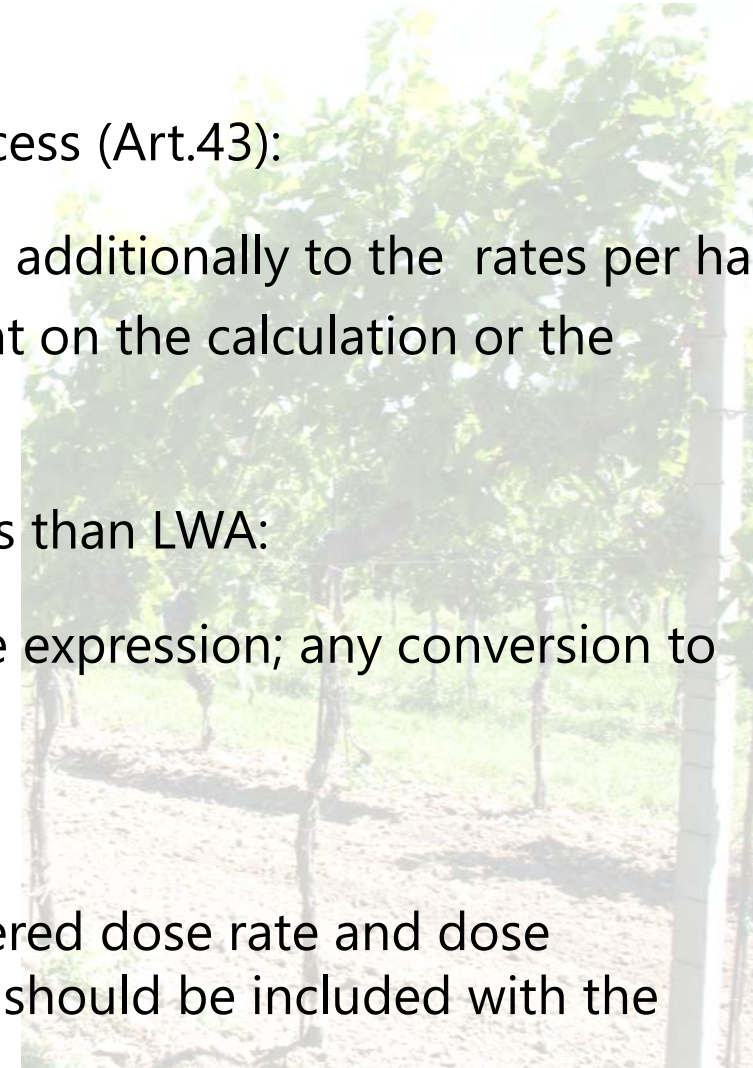 cess (Art.43):
additionally to the rates per ha
nt on the calculation or the
s than LWA:
e expression; any conversion to
ered dose rate and dose
should be included with the